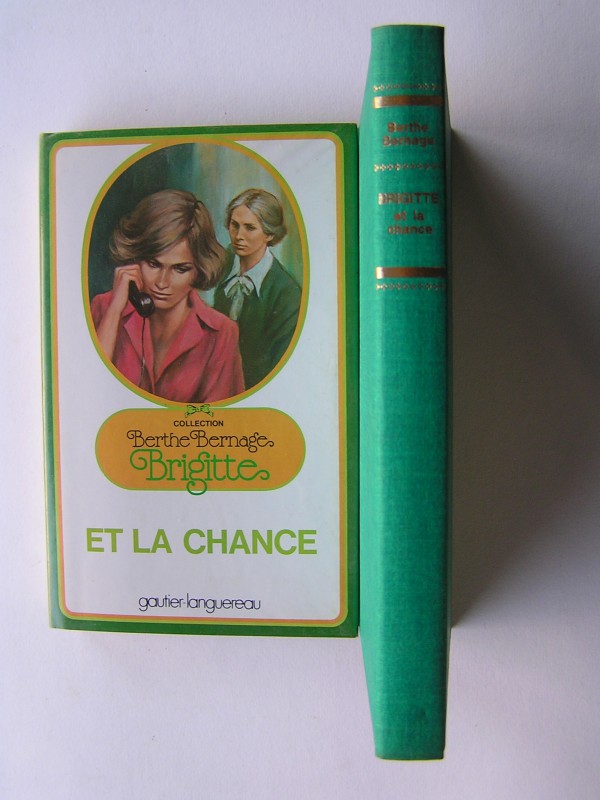 COLLECTION
Berthe Bernage
Brigitte
ET LA CHANCE
gautier-languereau
Berthe
Bernage
BRIGITTE
et la
chance